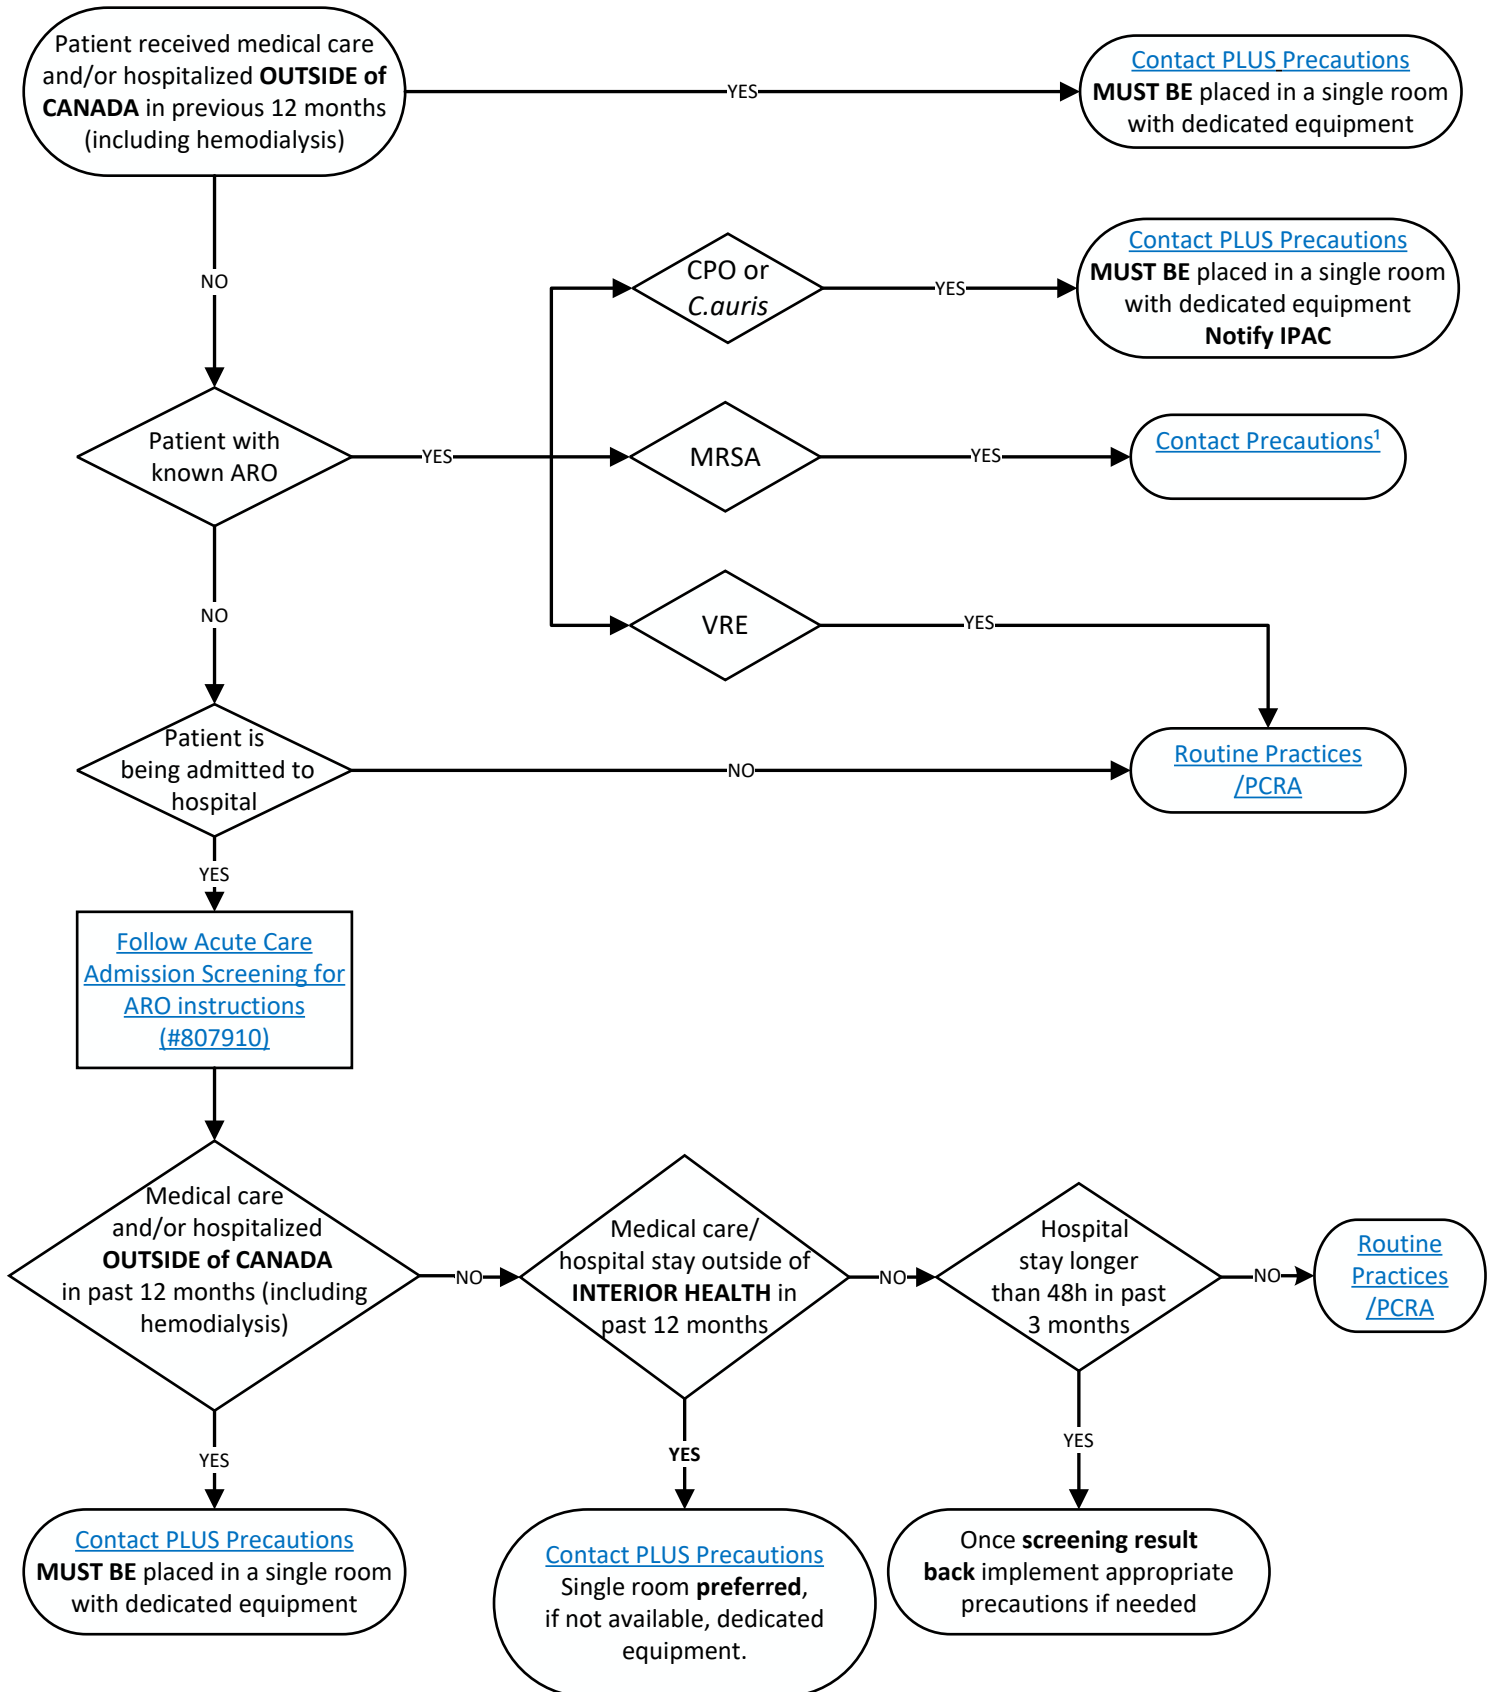 Patient received medical care
and/or hospitalized OUTSIDE of
CANADA in previous 12 months
(including hemodialysis)
YES
Contact PLUS Precautions
MUST BE placed in a single room
with dedicated equipment
NO
CPO or
C.auris
YES
Contact PLUS Precautions
MUST BE placed in a single room
with dedicated equipment
Notify IPAC
Patient with
known ARO
YES
MRSA
YES
Contact Precautions¹
NO
VRE
YES
Patient is
being admitted to
hospital
NO
Routine Practices
/PCRA
YES
Follow Acute Care
Admission Screening for
ARO instructions
(#807910)
Medical care
and/or hospitalized
OUTSIDE of CANADA
in past 12 months (including
hemodialysis)
NO
Medical care/
hospital stay outside of
INTERIOR HEALTH in
past 12 months
NO
Hospital
stay longer
than 48h in past
3 months
NO
Routine
Practices
/PCRA
YES
YES
YES
Contact PLUS Precautions
MUST BE placed in a single room
with dedicated equipment
Contact PLUS Precautions
Single room preferred,
if not available, dedicated
equipment.
Once screening result
back implement appropriate
precautions if needed